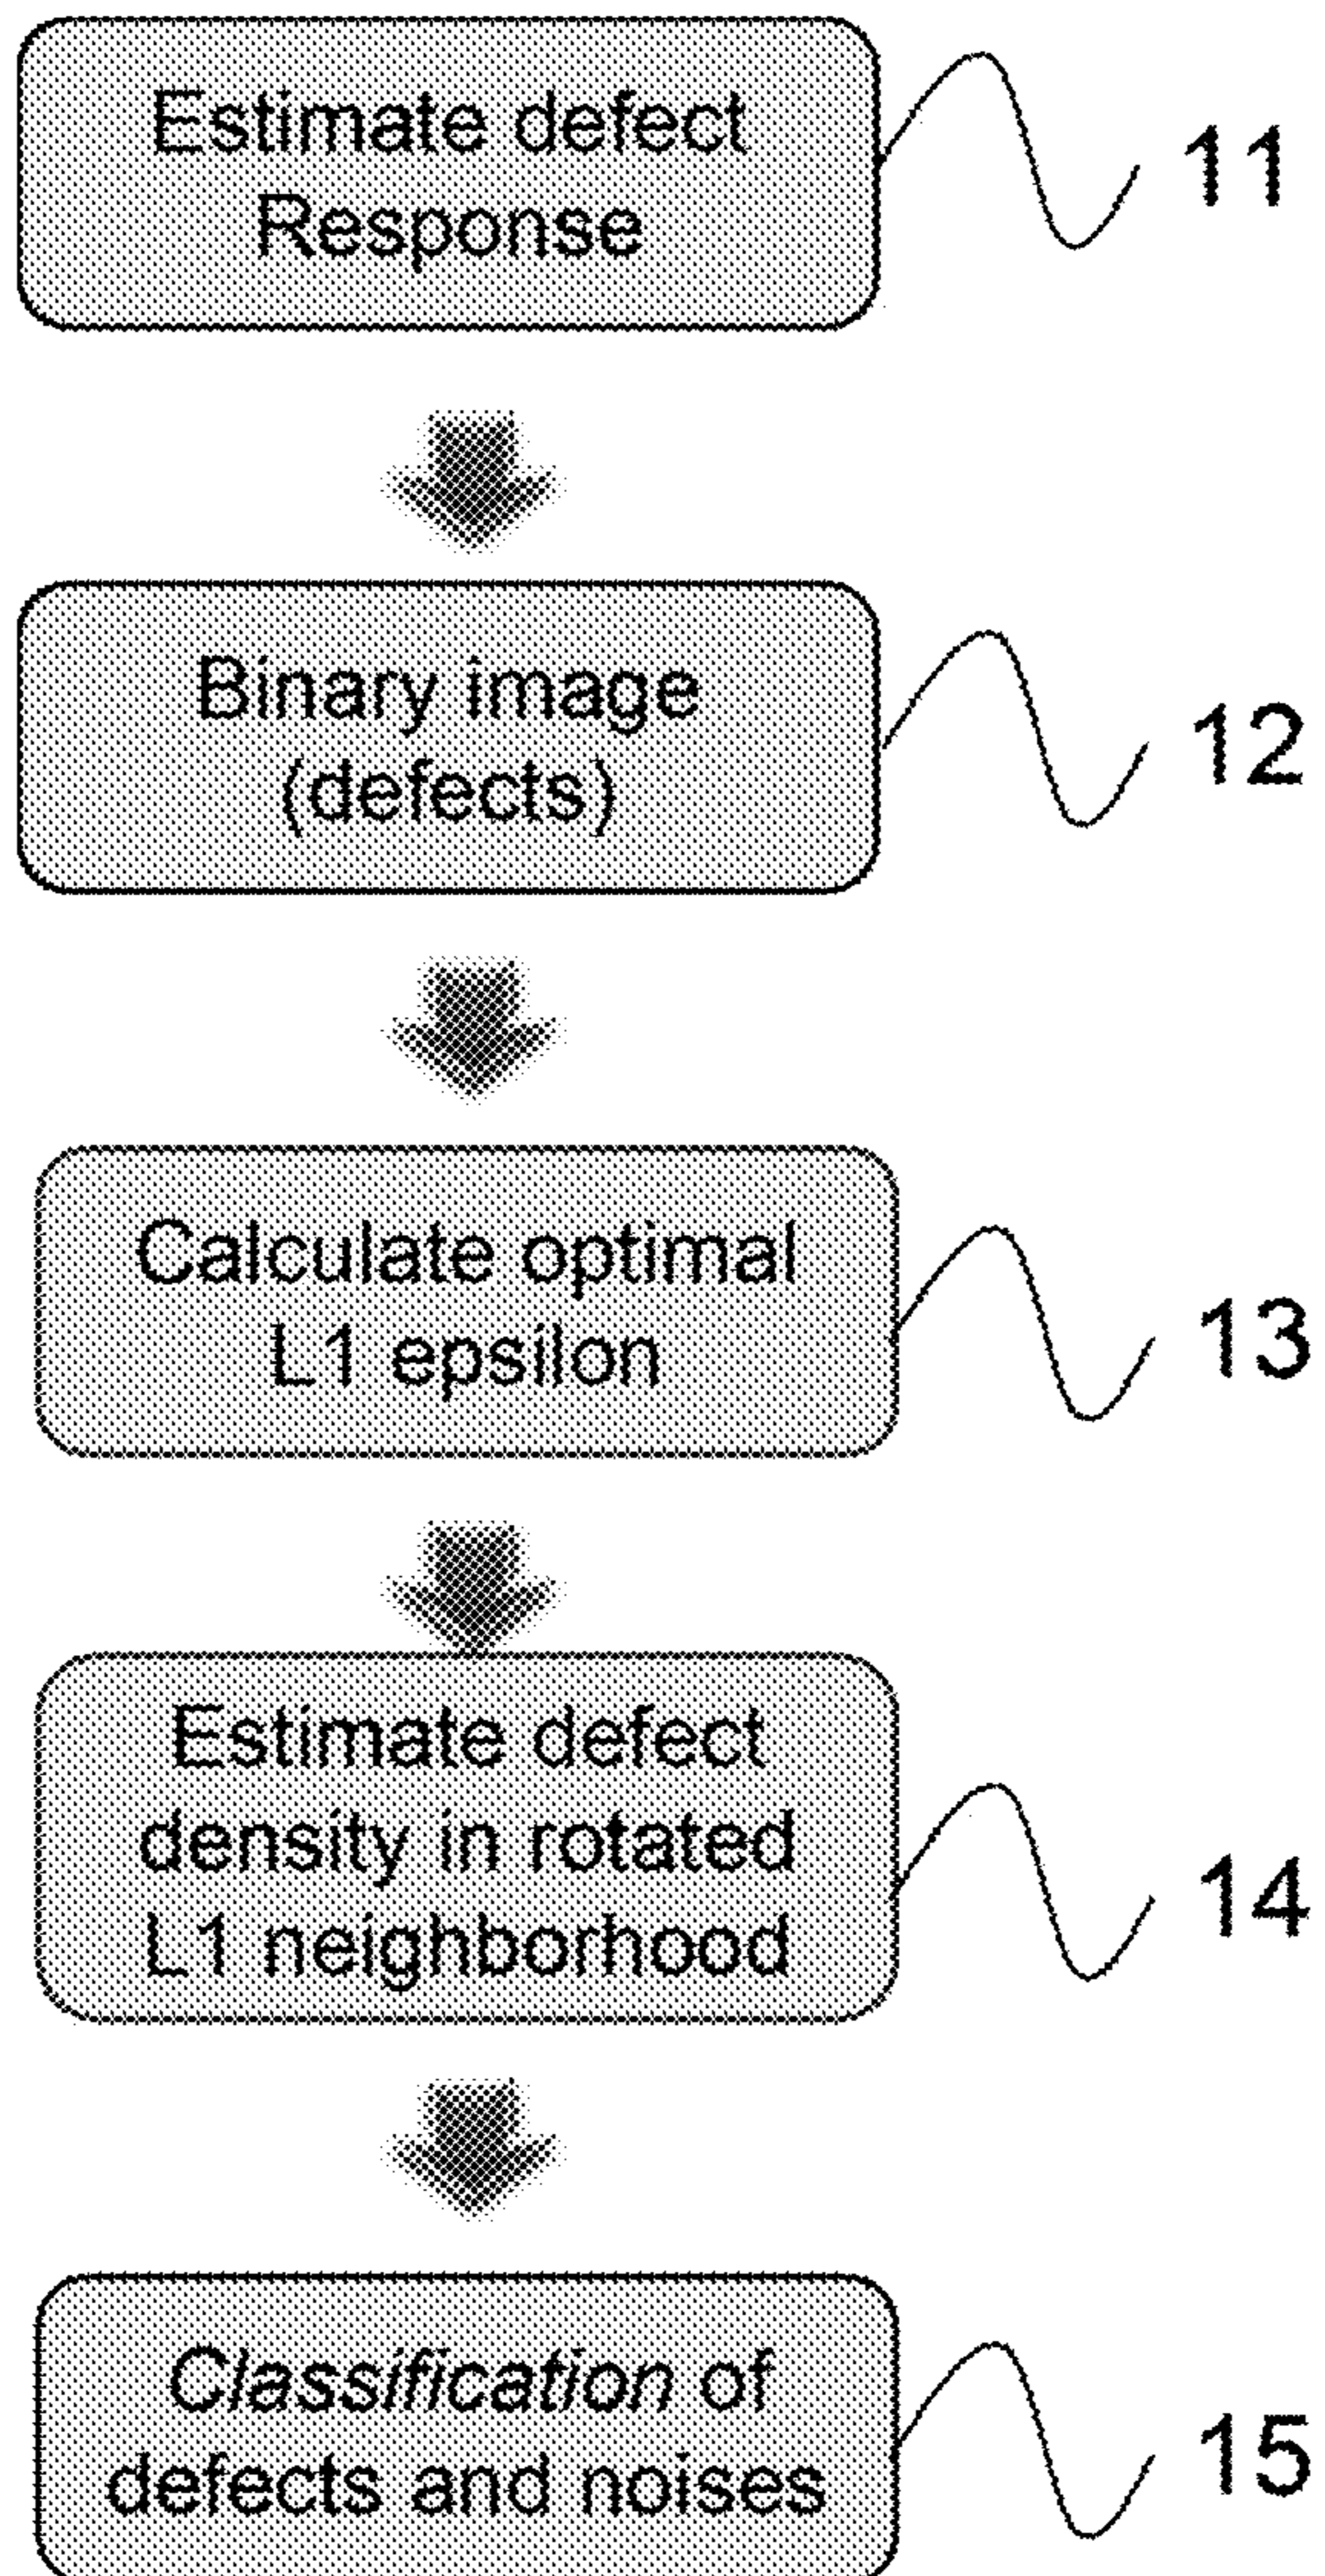 Estimate defect
Response
11
Binary image
(defects)
12
Calculate optimal
L1 epsilon
13
Estimate defect
density in rotated
L1 neighborhood
14
Classification of
defects and noises
15